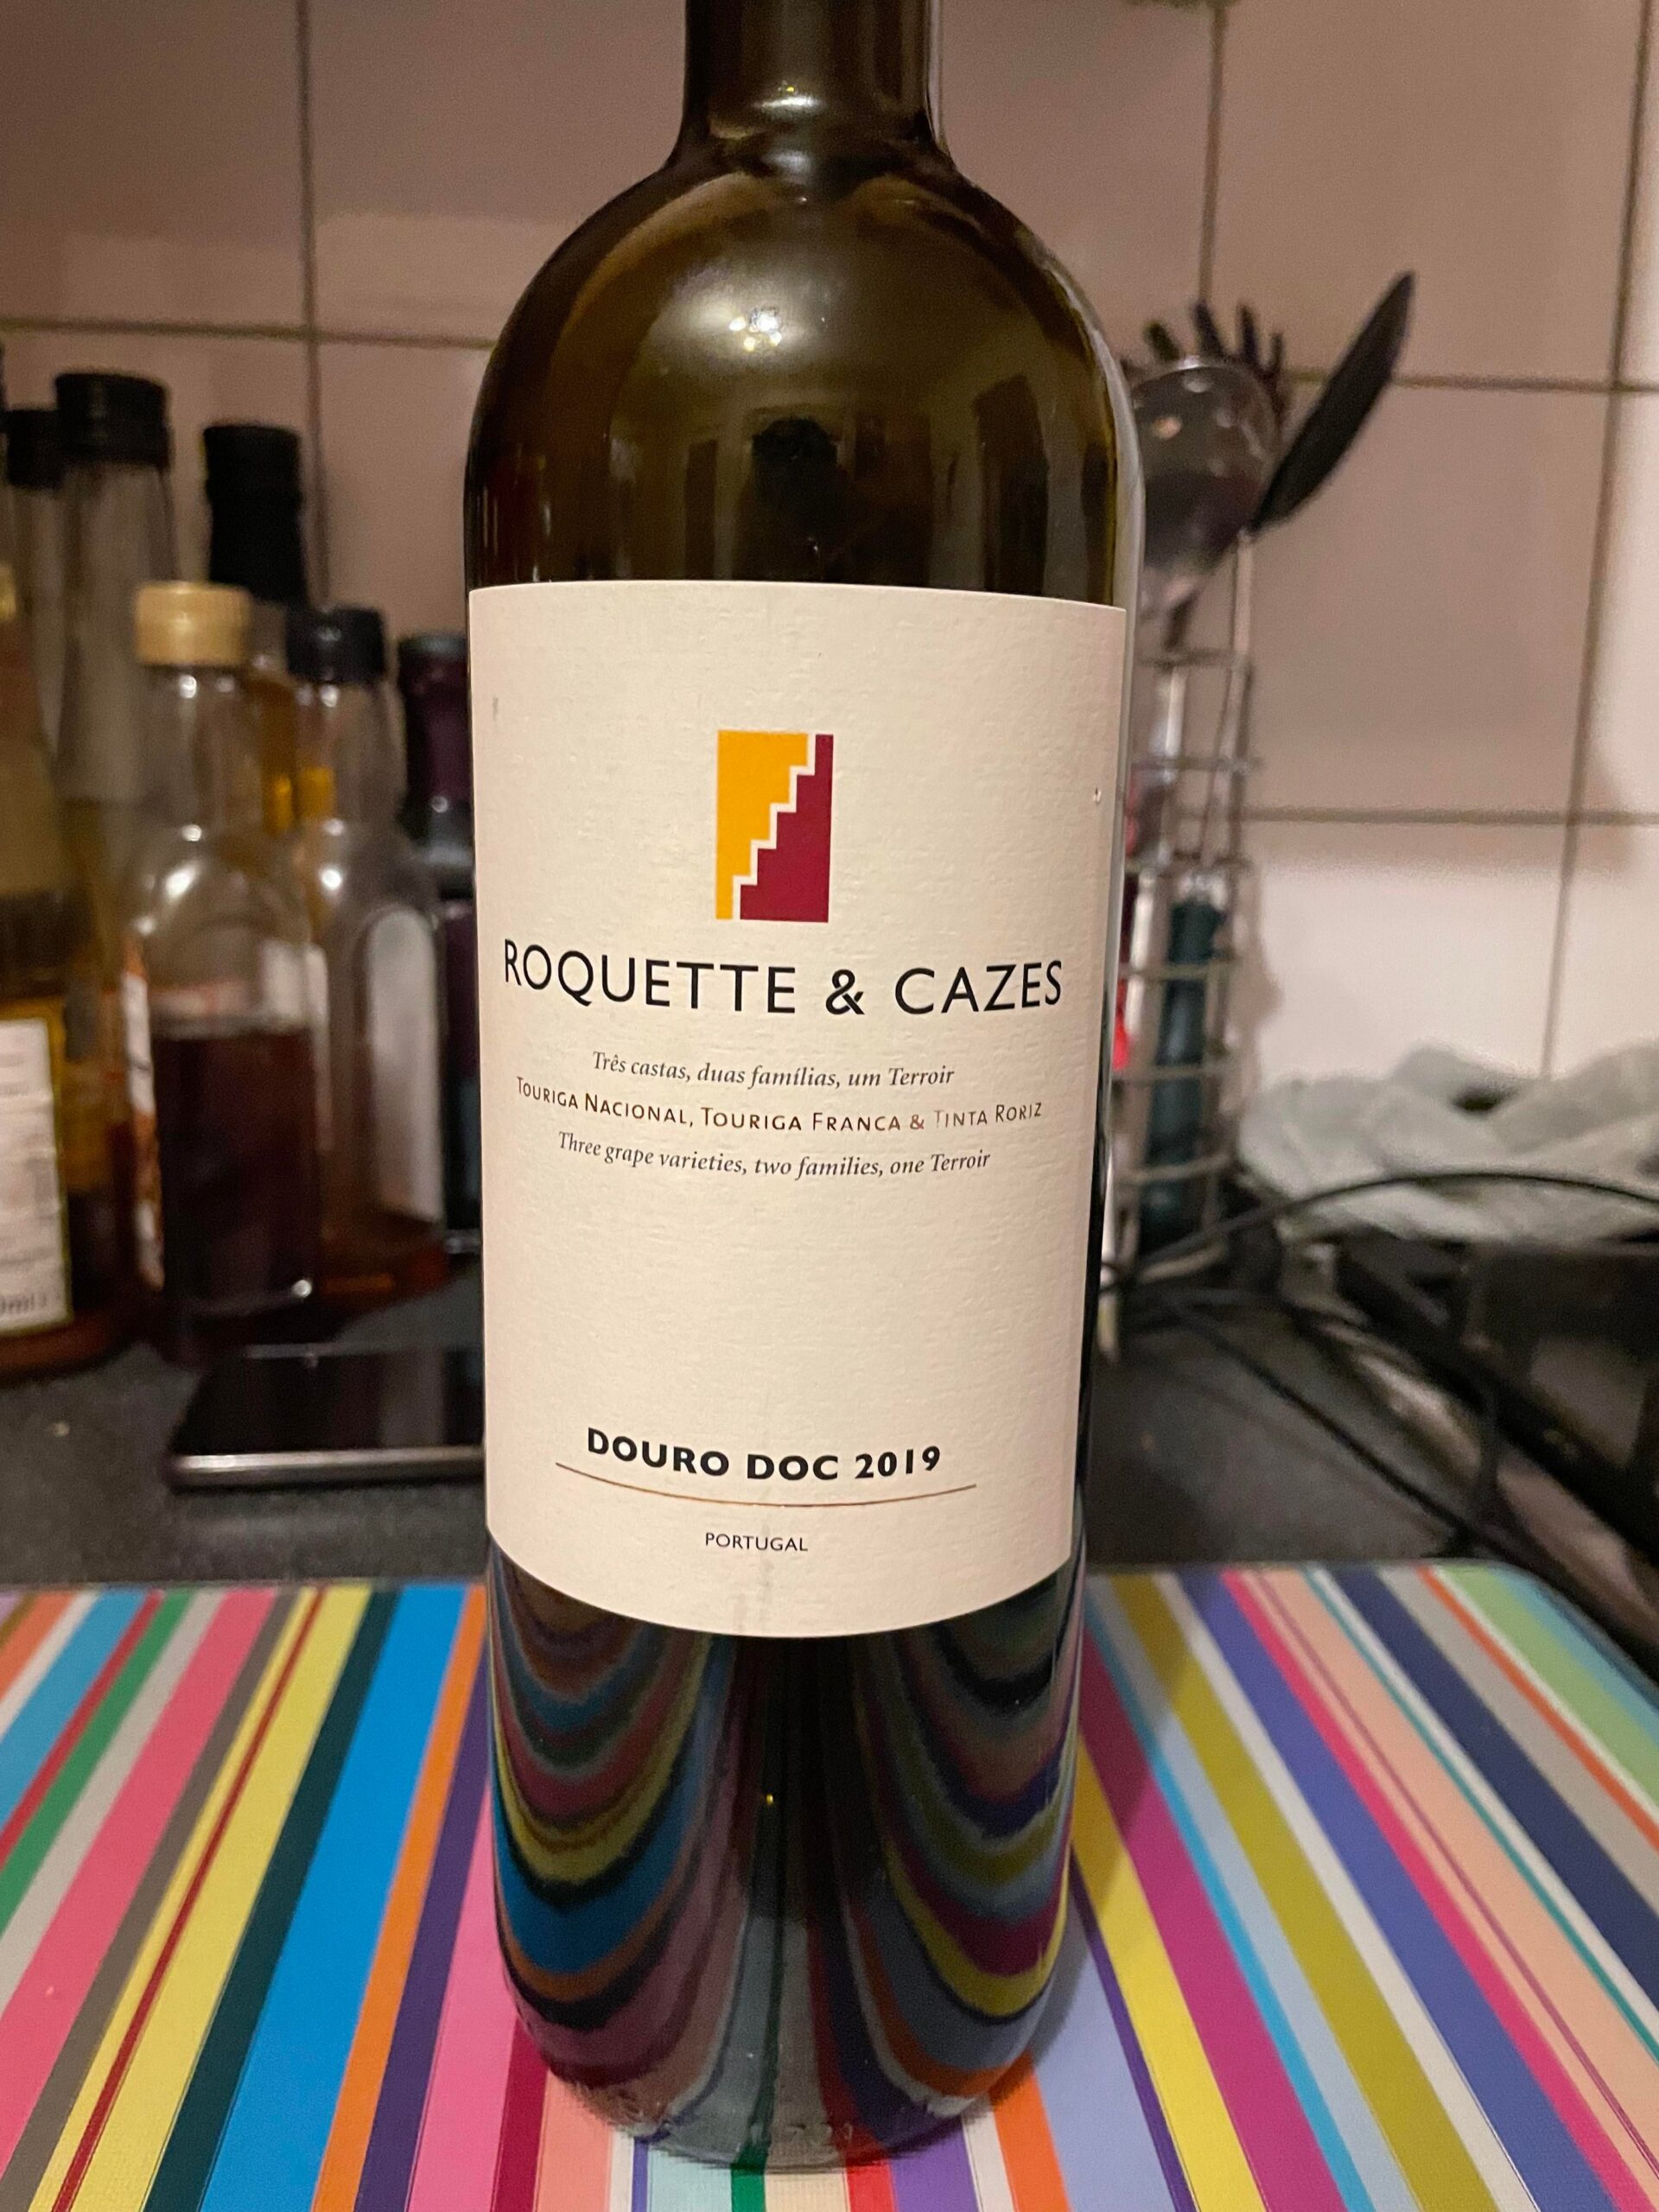 ROQUETTE & CAZES
Três castas, duas famílias, um Terroir
TOURIGA NACIONAL, TOURIGA FRANCA & TINTA RORIZ
Three grape varieties, two families, one Terroir
DOURO DOC 2019
PORTUGAL